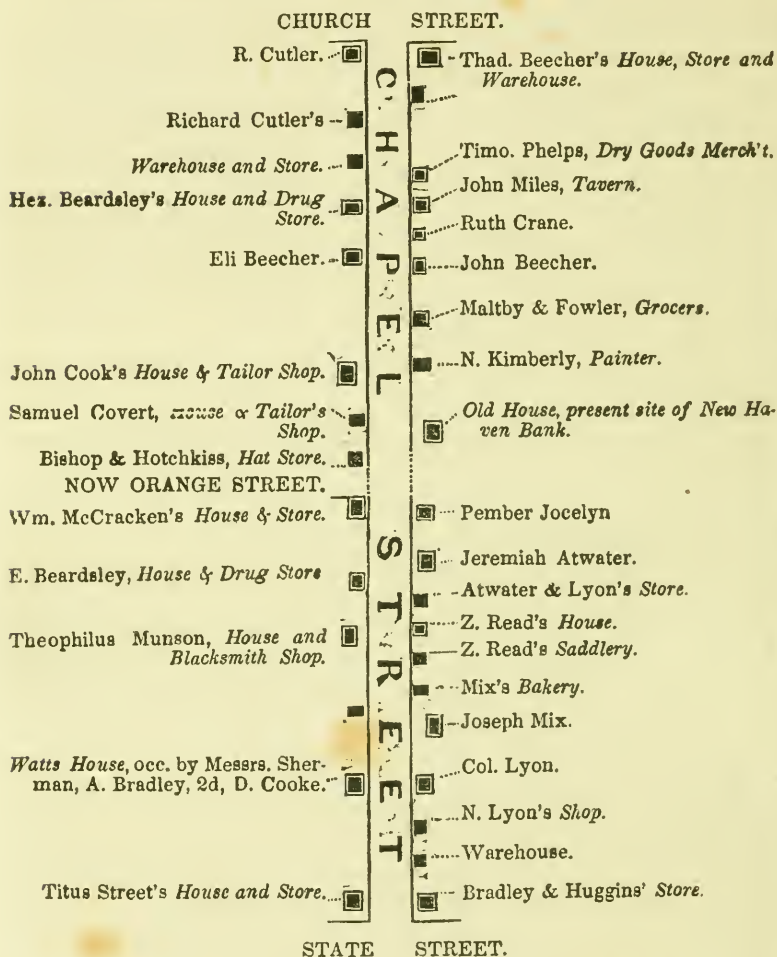 CHURCH STREET.
R. Cutler.
Richard Cutler's
Warehouse and Store.
Hez. Beardsley's House and Drug
Store.
Eli Beecher.
John Cook's House & Tailor Shop.
Samuel Covert, House or Tailor's
Shop.
Bishop & Hotchkiss, Hat Store.
NOW ORANGE STREET.
Wm. McCracken's House & Store.
E. Beardsley, House & Drug Store
Theophilus Munson, House and
Blacksmith Shop.
Watts House, occ. by Messrs. Sher-
man, A. Bradley, 2d, D. Cooke.
Titus Street's House and Store.
CHAPEL STREET
Thad. Beecher's House, Store and
Warehouse.
Timo. Phelps, Dry Goods Merch't.
John Miles, Tavern.
Ruth Crane.
John Beecher.
Maltby & Fowler, Grocers.
N. Kimberly, Painter.
Old House, present site of New Ha-
ven Bank.
Pember Jocelyn
Jeremiah Atwater.
Atwater & Lyon's Store.
Z. Read's House.
Z. Read's Saddlery.
Mix's Bakery.
Joseph Mix.
Col. Lyon.
N. Lyon's Shop.
Warehouse.
Bradley & Huggins' Store.
STATE STREET.